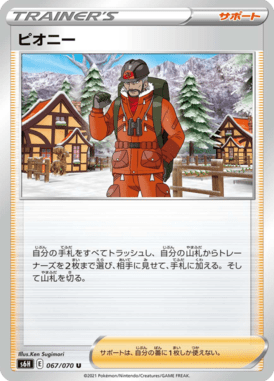 TRAINER'S サポート
ピオニー
自分の手札をすべてトラッシュし、自分の山札からトレー
ナーズを2枚まで選び、相手に見せて、手札に加える。そし
て山札を切る。
Illus.Ken Sugimori
S6H E 067/070 U
サポートは、自分の番に1枚しか使えない。
©2021 Pokémon/Nintendo/Creatures/GAME FREAK.